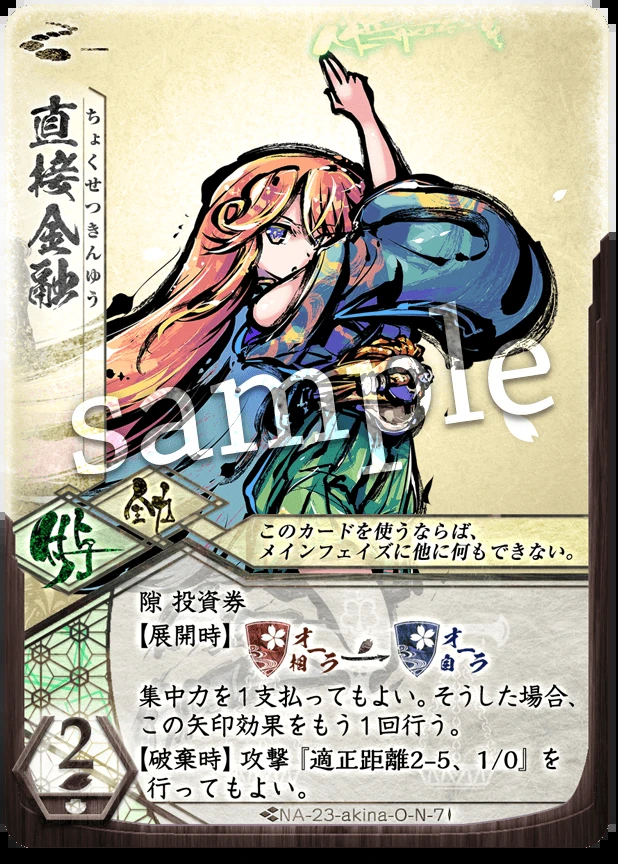 直接金融
ちょくせつきんゆう
sample
付与
全力
このカードを使うならば、
メインフェイズに他に何もできない。
隙 投資券
【展開時】
相オーラ
自オーラ
集中力を1支払ってもよい。そうした場合、
この矢印効果をもう1回行う。
【破棄時】攻撃『適正距離2-5、1/0』を
行ってもよい。
2
NA-23-akina-O-N-7